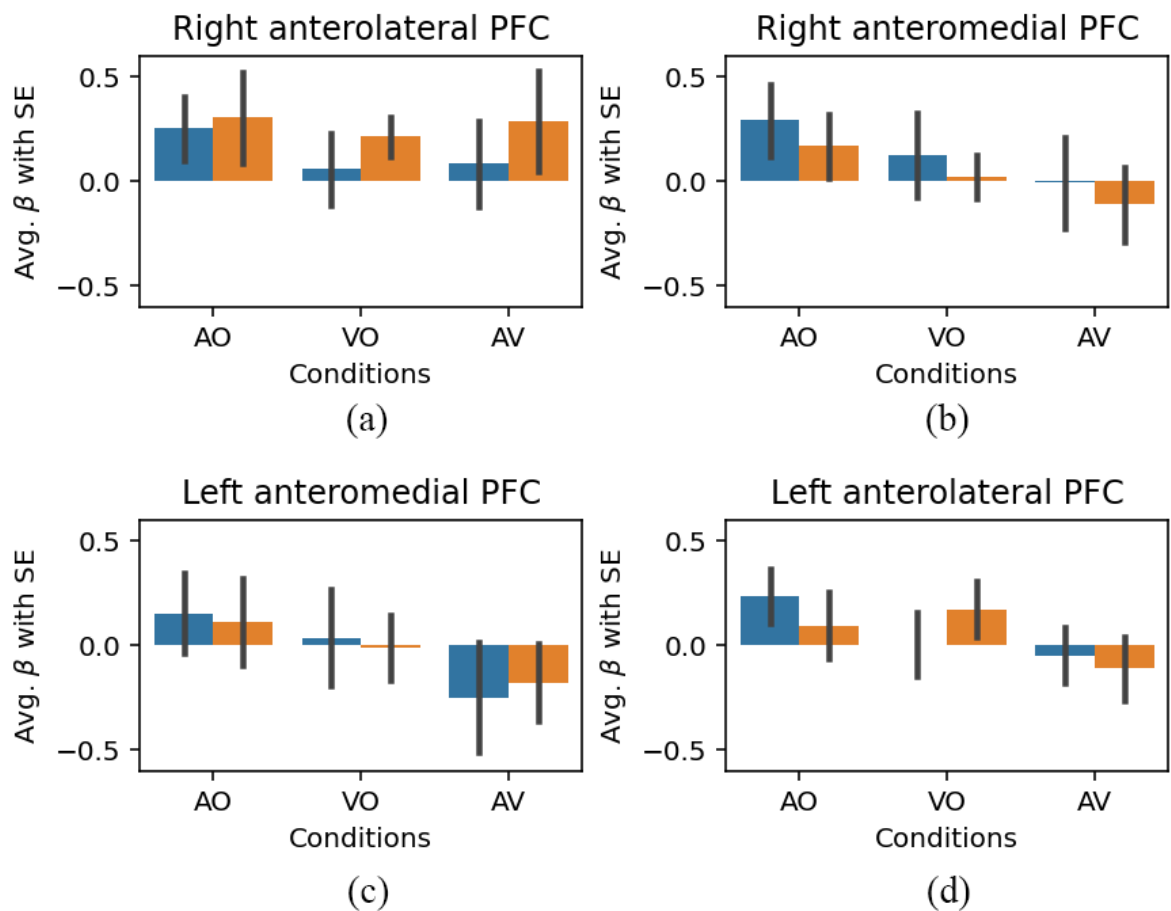 Right anterolateral PFC
Avg. β with SE
0.5
0.0
−0.5
AO VO AV
Conditions
(a)
Right anteromedial PFC
Avg. β with SE
0.5
0.0
−0.5
AO VO AV
Conditions
(b)
Left anteromedial PFC
Avg. β with SE
0.5
0.0
−0.5
AO VO AV
Conditions
(c)
Left anterolateral PFC
Avg. β with SE
0.5
0.0
−0.5
AO VO AV
Conditions
(d)